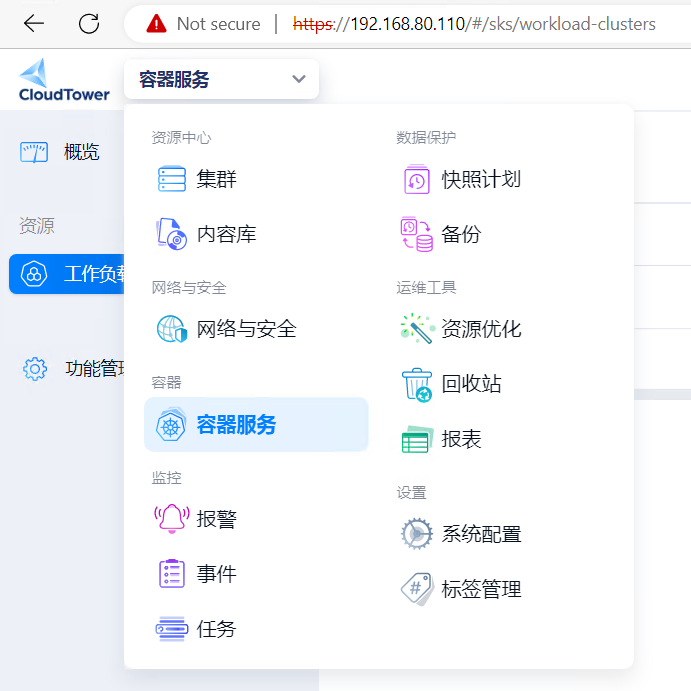 Not secure | https://192.168.80.110/#/sks/workload-clusters
CloudTower
容器服务
概览
资源
工作负载
功能管理
资源中心
集群
内容库
网络与安全
网络与安全
容器
容器服务
监控
报警
事件
任务
数据保护
快照计划
备份
运维工具
资源优化
回收站
报表
设置
系统配置
标签管理